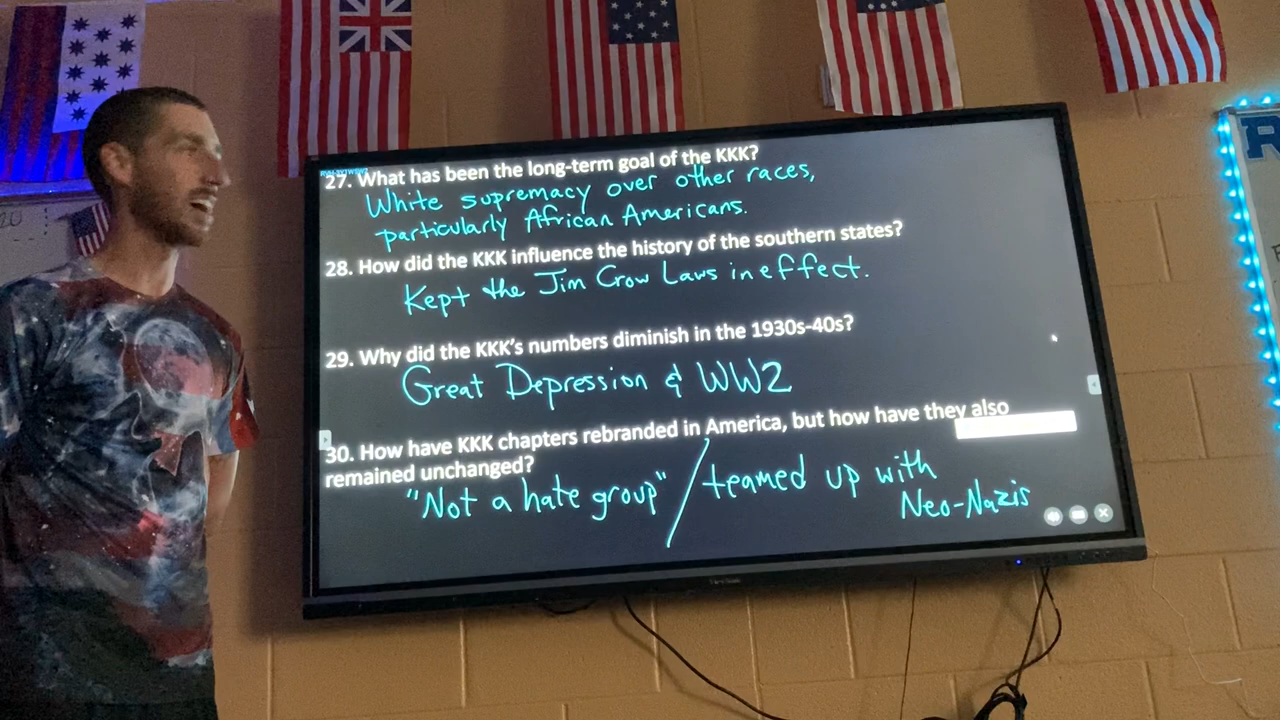 27. What has been the long-term goal of the KKK?
White supremacy over other races,
particularly African Americans.
28. How did the KKK influence the history of the southern states?
Kept the Jim Crow Laws in effect.
29. Why did the KKK's numbers diminish in the 1930s-40s?
Great Depression & WW2
30. How have KKK chapters rebranded in America, but how have they also
remained unchanged?
"Not a hate group" / teamed up with
Neo-Nazis